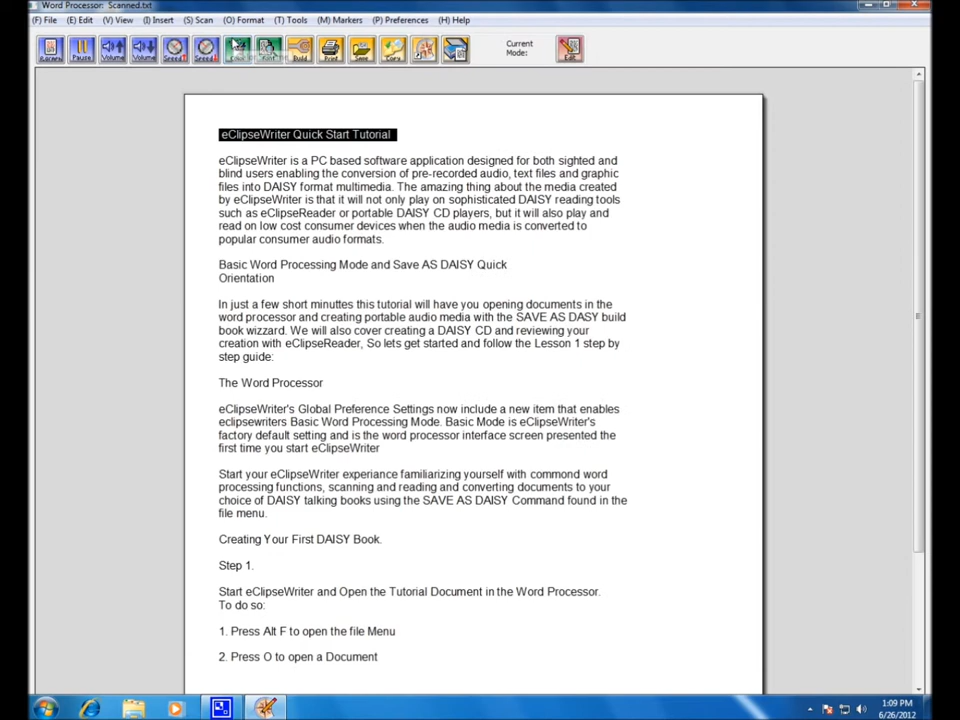 Word Processor: Scanned.txt
(F) File (E) Edit (V) View (I) Insert (S) Scan (O) Format (T) Tools (M) Markers (P) Preferences (H) Help
Pause Volume Volume Build Print Save Copy Edit
Current
Mode:
eClipseWriter Quick Start Tutorial
eClipseWriter is a PC based software application designed for both sighted and
blind users enabling the conversion of pre-recorded audio, text files and graphic
files into DAISY format multimedia. The amazing thing about the media created
by eClipseWriter is that it will not only play on sophisticated DAISY reading tools
such as eClipseReader or portable DAISY CD players, but it will also play and
read on low cost consumer devices when the audio media is converted to
popular consumer audio formats.
Basic Word Processing Mode and Save AS DAISY Quick
Orientation
In just a few short minuttes this tutorial will have you opening documents in the
word processor and creating portable audio media with the SAVE AS DASY build
book wizzard. We will also cover creating a DAISY CD and reviewing your
creation with eClipseReader, So lets get started and follow the Lesson 1 step by
step guide:
The Word Processor
eClipseWriter's Global Preference Settings now include a new item that enables
eclipsewriters Basic Word Processing Mode. Basic Mode is eClipseWriter's
factory default setting and is the word processor interface screen presented the
first time you start eClipseWriter
Start your eClipseWriter experiance familiarizing yourself with commond word
processing functions, scanning and reading and converting documents to your
choice of DAISY talking books using the SAVE AS DAISY Command found in the
file menu.
Creating Your First DAISY Book.
Step 1.
Start eClipseWriter and Open the Tutorial Document in the Word Processor.
To do so:
1. Press Alt F to open the file Menu
2. Press O to open a Document
1:09 PM
6/26/2012